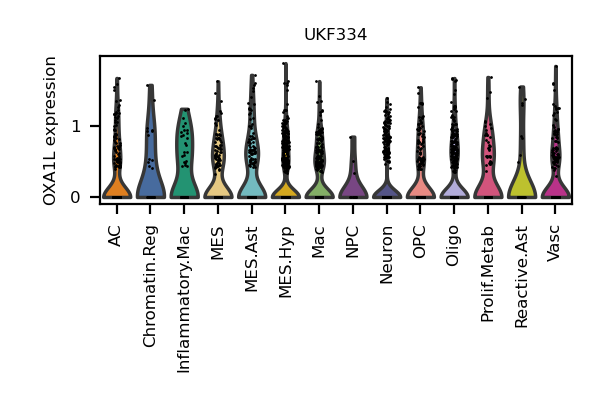 UKF334
OXA1L expression
1
0
AC
Chromatin.Reg
Inflammatory.Mac
MES
MES.Ast
MES.Hyp
Mac
NPC
Neuron
OPC
Oligo
Prolif.Metab
Reactive.Ast
Vasc